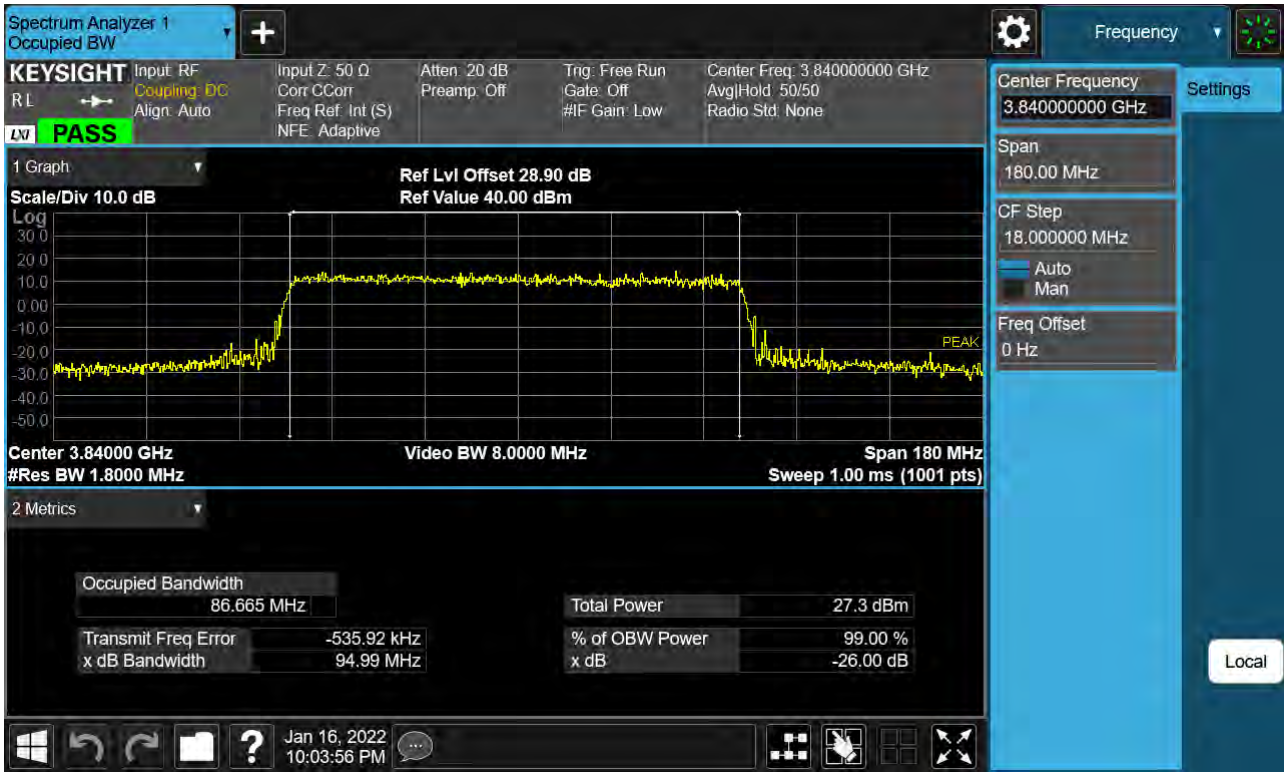 Spectrum Analyzer 1
Occupied BW
+
Frequency
KEYSIGHT
RL
LXI
PASS
Input: RF
Coupling: DC
Align: Auto
Input Z: 50 Ω
Corr CCorr
Freq Ref: Int (S)
NFE: Adaptive
Atten: 20 dB
Preamp: Off
Trig: Free Run
Gate: Off
#IF Gain: Low
Center Freq: 3.840000000 GHz
Avg|Hold: 50/50
Radio Std: None
Center Frequency
3.840000000 GHz
Settings
Span
180.00 MHz
CF Step
18.000000 MHz
Auto
Man
Freq Offset
0 Hz
Local
1 Graph
Scale/Div 10.0 dB
Ref Lvl Offset 28.90 dB
Ref Value 40.00 dBm
Log
30.0
20.0
10.0
0.00
-10.0
-20.0
-30.0
-40.0
-50.0
PEAK
Center 3.84000 GHz
#Res BW 1.8000 MHz
Video BW 8.0000 MHz
Span 180 MHz
Sweep 1.00 ms (1001 pts)
2 Metrics
Occupied Bandwidth
86.665 MHz
Transmit Freq Error -535.92 kHz
x dB Bandwidth 94.99 MHz
Total Power 27.3 dBm
% of OBW Power 99.00 %
x dB -26.00 dB
?
Jan 16, 2022
10:03:56 PM